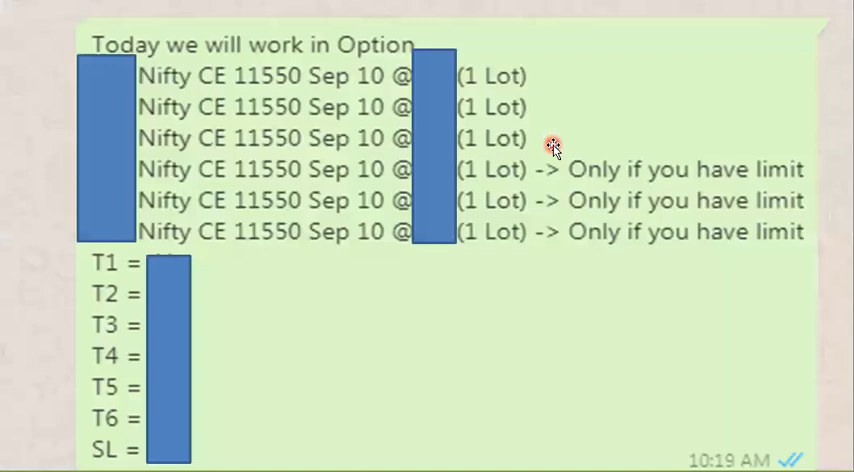 Today we will work in Option
Nifty CE 11550 Sep 10 @ (1 Lot)
Nifty CE 11550 Sep 10 @ (1 Lot)
Nifty CE 11550 Sep 10 @ (1 Lot)
Nifty CE 11550 Sep 10 @ (1 Lot) -> Only if you have limit
Nifty CE 11550 Sep 10 @ (1 Lot) -> Only if you have limit
Nifty CE 11550 Sep 10 @ (1 Lot) -> Only if you have limit
T1 =
T2 =
T3 =
T4 =
T5 =
T6 =
SL =
10:19 AM